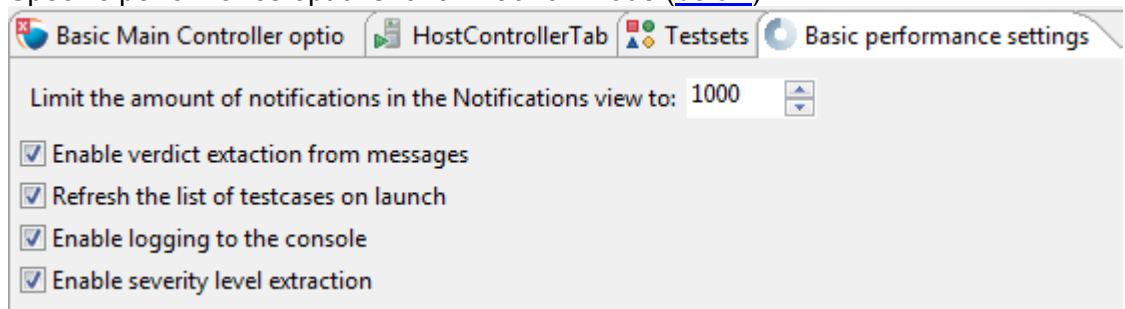 Basic Main Controller optio HostControllerTab Testsets Basic performance settings
Limit the amount of notifications in the Notifications view to: 1000
Enable verdict extaction from messages
Refresh the list of testcases on launch
Enable logging to the console
Enable severity level extraction